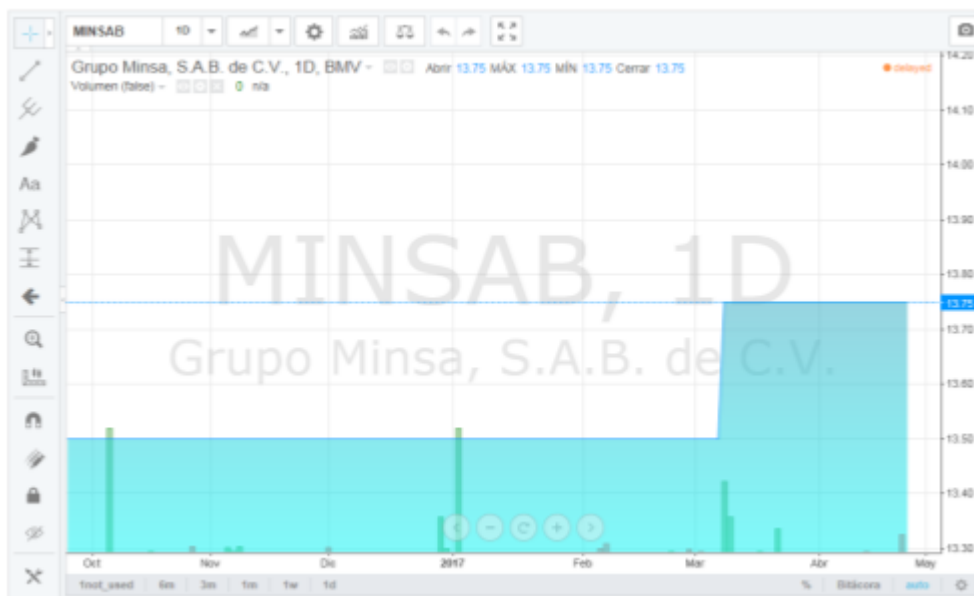 MINSAB 1D
Grupo Minsa, S.A.B. de C.V., 1D, BMV Abrir 13.75 MÁX 13.75 MÍN 13.75 Cerrar 13.75 delayed
Volumen (false) 0 n/a
Aa
MINSAB, 1D
Grupo Minsa, S.A.B. de C.V.
14.20
14.10
14.00
13.90
13.80
13.75
13.70
13.60
13.50
13.40
13.30
Oct Nov Dic 2017 Feb Mar Abr May
1not_used 6m 3m 1m 1w 1d % Bitácora auto